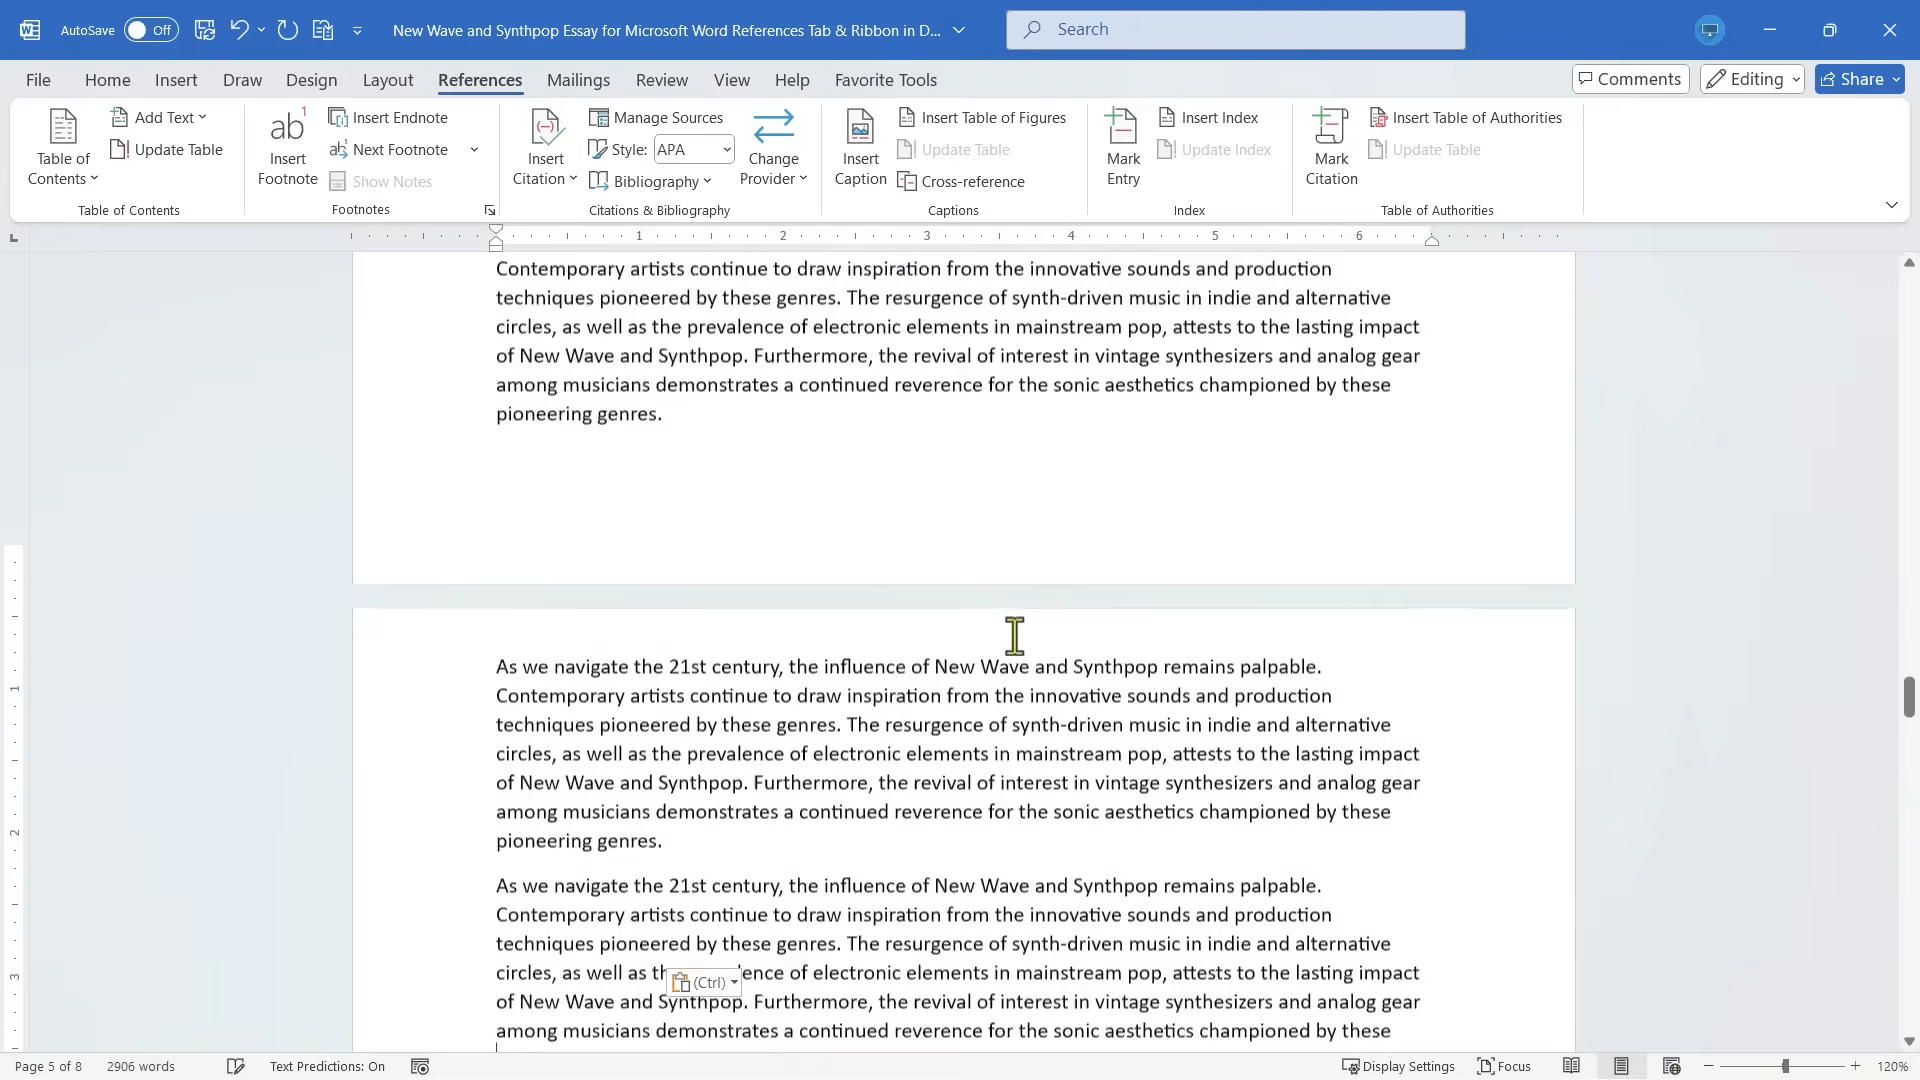 AutoSave Off New Wave and Synthpop Essay for Microsoft Word References Tab & Ribbon in D... Search
File Home Insert Draw Design Layout References Mailings Review View Help Favorite Tools Comments Editing Share
Table of Contents
Add Text
Update Table
Table of Contents
ab1
Insert Footnote
Insert Endnote
ab1 Next Footnote
Show Notes
Footnotes
Insert Citation
Manage Sources
Style: APA
Bibliography
Change Provider
Citations & Bibliography
Insert Caption
Insert Table of Figures
Update Table
Cross-reference
Captions
Mark Entry
Insert Index
Update Index
Index
Mark Citation
Insert Table of Authorities
Update Table
Table of Authorities
1 2 3 4 5 6
Contemporary artists continue to draw inspiration from the innovative sounds and production
techniques pioneered by these genres. The resurgence of synth-driven music in indie and alternative
circles, as well as the prevalence of electronic elements in mainstream pop, attests to the lasting impact
of New Wave and Synthpop. Furthermore, the revival of interest in vintage synthesizers and analog gear
among musicians demonstrates a continued reverence for the sonic aesthetics championed by these
pioneering genres.
As we navigate the 21st century, the influence of New Wave and Synthpop remains palpable.
Contemporary artists continue to draw inspiration from the innovative sounds and production
techniques pioneered by these genres. The resurgence of synth-driven music in indie and alternative
circles, as well as the prevalence of electronic elements in mainstream pop, attests to the lasting impact
of New Wave and Synthpop. Furthermore, the revival of interest in vintage synthesizers and analog gear
among musicians demonstrates a continued reverence for the sonic aesthetics championed by these
pioneering genres.
As we navigate the 21st century, the influence of New Wave and Synthpop remains palpable.
Contemporary artists continue to draw inspiration from the innovative sounds and production
techniques pioneered by these genres. The resurgence of synth-driven music in indie and alternative
circles, as well as th ence of electronic elements in mainstream pop, attests to the lasting impact
(Ctrl)
of New Wave and Synthpop. Furthermore, the revival of interest in vintage synthesizers and analog gear
among musicians demonstrates a continued reverence for the sonic aesthetics championed by these
1
2
3
Page 5 of 8 2906 words Text Predictions: On Display Settings Focus 120%